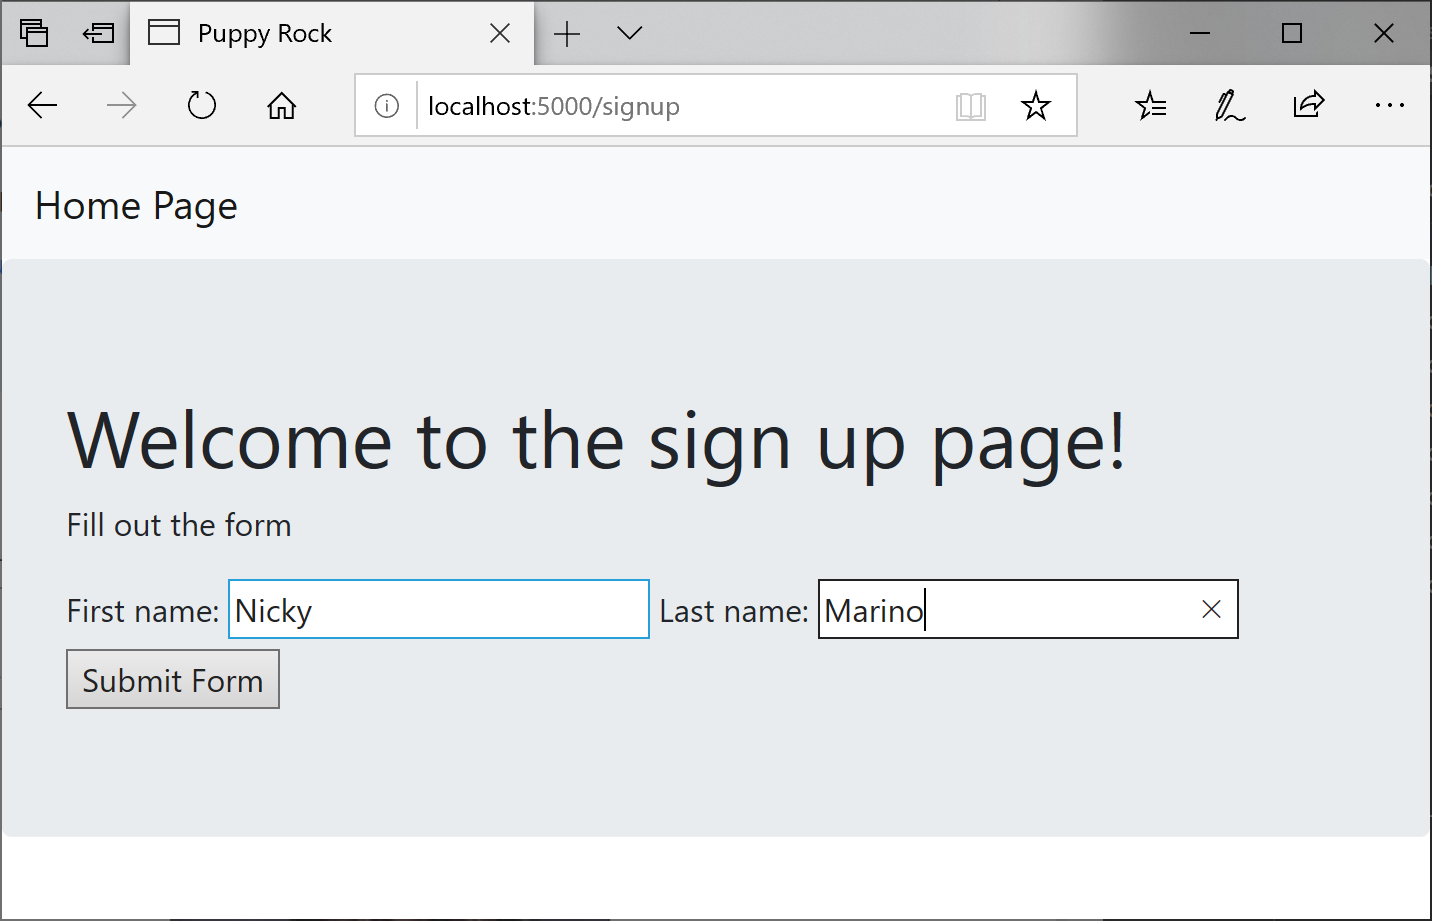 Puppy Rock
localhost:5000/signup
Home Page
Welcome to the sign up page!
Fill out the form
First name: Nicky Last name: Marino
Submit Form